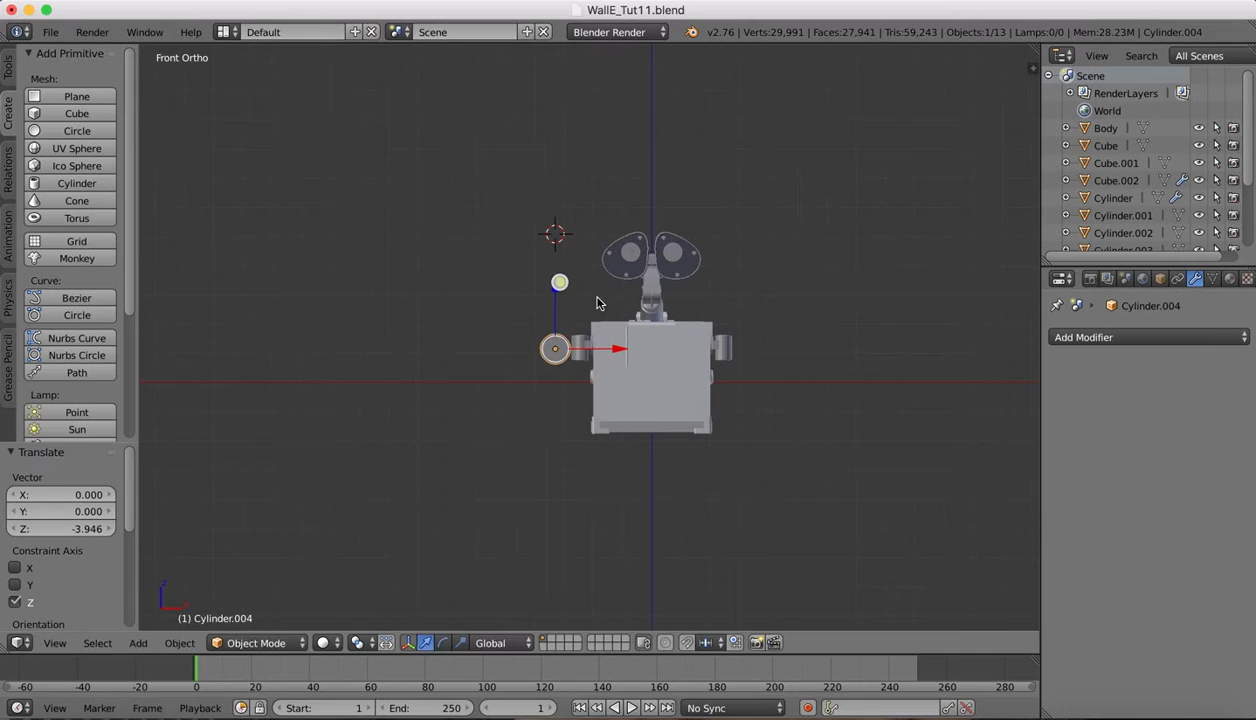 WallE_Tut11.blend
File Render Window Help Default Scene Blender Render v2.76 | Verts:29,991 | Faces:27,941 | Tris:59,243 | Objects:1/13 | Lamps:0/0 | Mem:28.23M | Cylinder.004
Tools
Create
Relations
Animation
Physics
Grease Pencil
Add Primitive
Mesh:
Plane
Cube
Circle
UV Sphere
Ico Sphere
Cylinder
Cone
Torus
Grid
Monkey
Curve:
Bezier
Circle
Nurbs Curve
Nurbs Circle
Path
Lamp:
Point
Sun
Translate
Vector
X: 0.000
Y: 0.000
Z: -3.946
Constraint Axis
X
Y
Z
Orientation
Front Ortho
(1) Cylinder.004
View Select Add Object Object Mode Global
View Search All Scenes
Scene
RenderLayers |
World
Body |
Cube |
Cube.001 |
Cube.002 |
Cylinder |
Cylinder.001 |
Cylinder.002 |
Cylinder.004
Add Modifier
-60 -40 -20 0 20 40 60 80 100 120 140 160 180 200 220 240 260 280
View Marker Frame Playback Start: 1 End: 250 1 No Sync